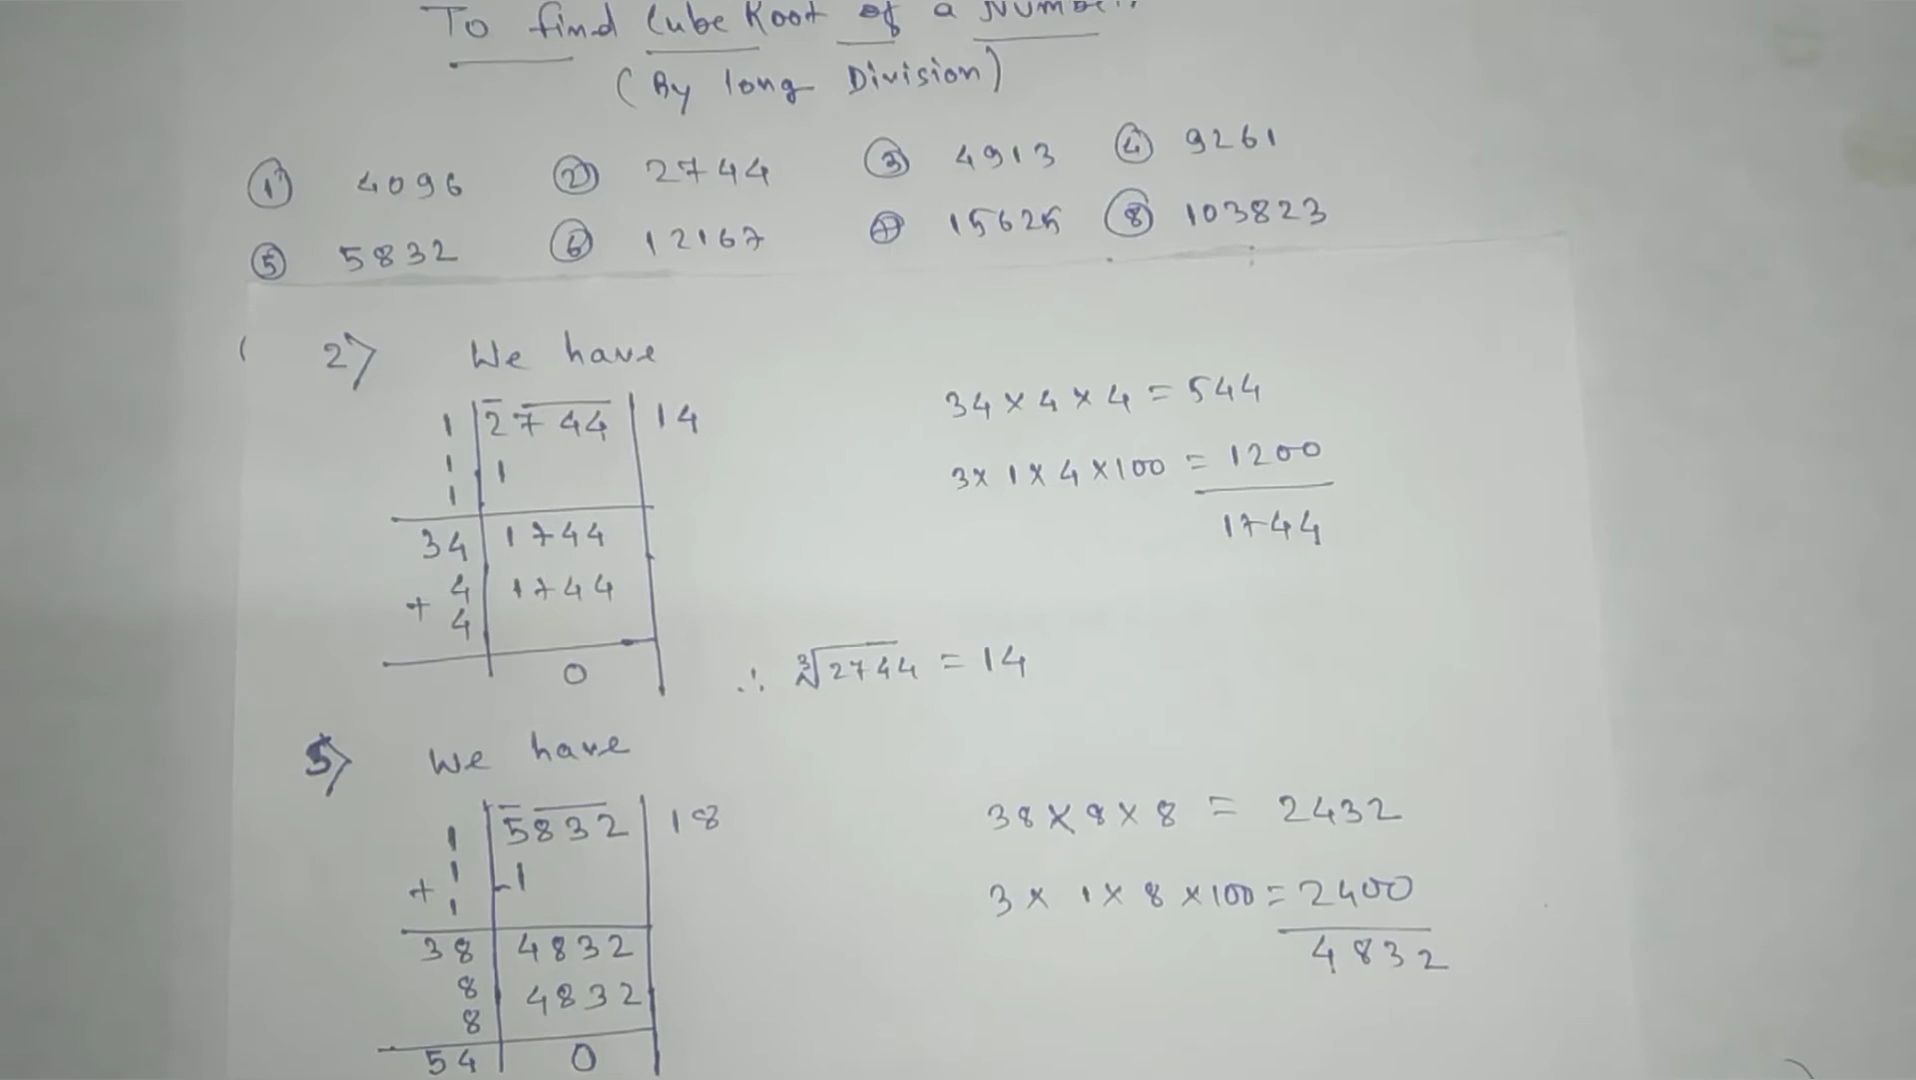 To find Cube Root of a Number
(By long Division)
① 4096 ② 2744 ③ 4913 ④ 9261
⑤ 5832 ⑥ 12167 ⑦ 15625 ⑧ 103823
2) We have
1 2744 14
1 1
1
34 1744
4 1744
+ 4
0
34 × 4 × 4 = 544
3 × 1 × 4 × 100 = 1200
1744
∴ ∛2744 = 14
5) We have
1 5832 18
1 -1
+ 1
38 4832
8 4832
8
54 0
38 × 8 × 8 = 2432
3 × 1 × 8 × 100 = 2400
4832